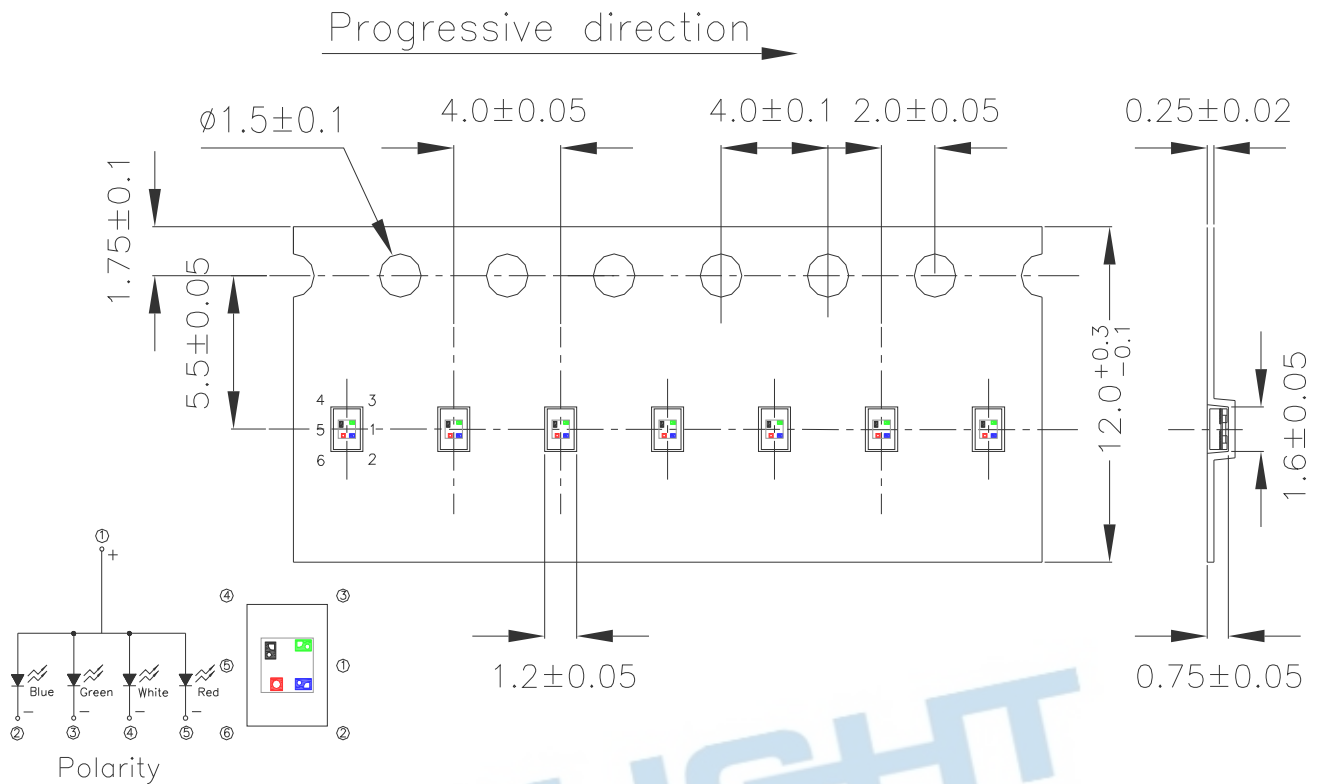 Progressive direction
ø1.5±0.1
4.0±0.05
4.0±0.1
2.0±0.05
0.25±0.02
1.75±0.1
5.5±0.05
12.0 +0.3 -0.1
1.6±0.05
4 3
5 1
6 2
1.2±0.05
0.75±0.05
① +
④ ③
⑤ ①
⑥ ②
Blue Green White Red
− − − −
② ③ ④ ⑤
Polarity